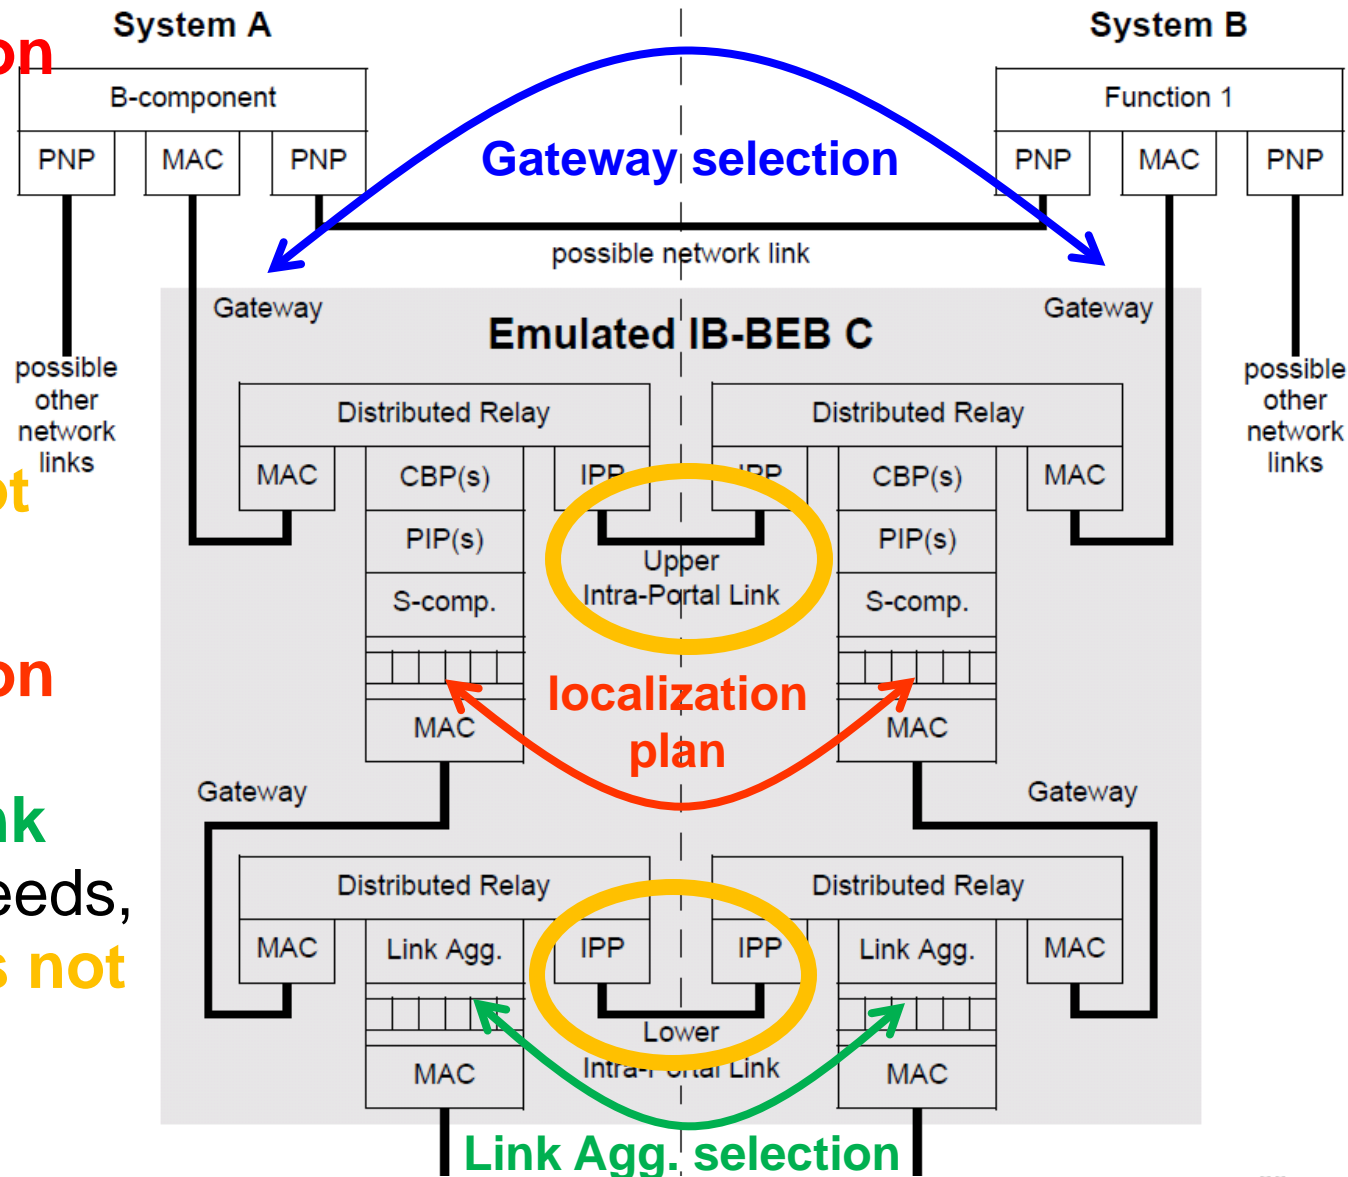 System A
System B
on
B-component
Function 1
PNP
MAC
PNP
Gateway selection
PNP
MAC
PNP
possible network link
Gateway
Gateway
Emulated IB-BEB C
possible
other
network
links
possible
other
network
links
Distributed Relay
Distributed Relay
MAC
CBP(s)
IPP
IPP
CBP(s)
MAC
ot
PIP(s)
PIP(s)
Upper
Intra-Portal Link
S-comp.
S-comp.
on
localization
plan
MAC
MAC
Gateway
Gateway
nk
eeds,
s not
Distributed Relay
Distributed Relay
MAC
Link Agg.
IPP
IPP
Link Agg.
MAC
Lower
Intra-Portal Link
MAC
MAC
Link Agg. selection